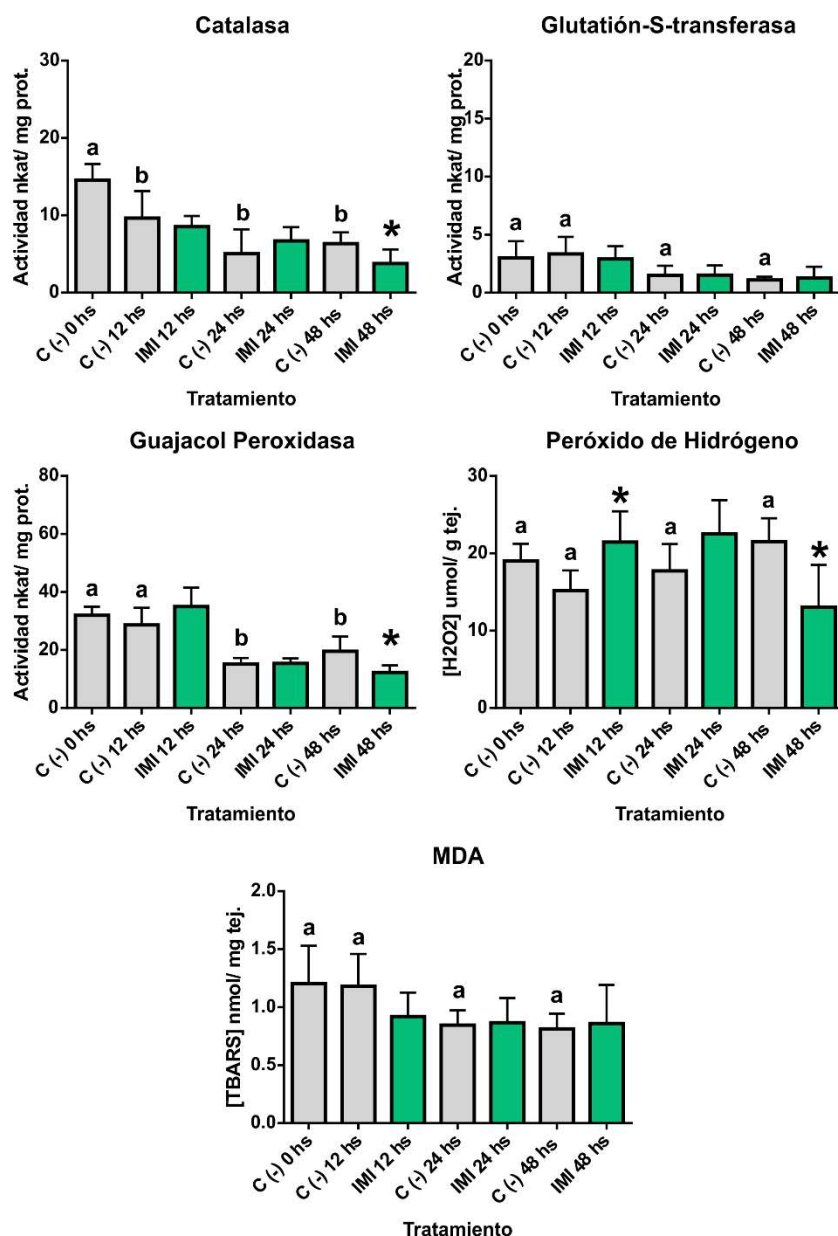 Catalasa
Actividad nkat/ mg prot.
30
20
10
0
a
b
b
b
*
C (-) 0 hs
C (-) 12 hs
IMI 12 hs
C (-) 24 hs
IMI 24 hs
C (-) 48 hs
IMI 48 hs
Tratamiento
Glutatión-S-transferasa
Actividad nkat/ mg prot.
20
15
10
5
0
a
a
a
a
C (-) 0 hs
C (-) 12 hs
IMI 12 hs
C (-) 24 hs
IMI 24 hs
C (-) 48 hs
IMI 48 hs
Tratamiento
Guajacol Peroxidasa
Actividad nkat/ mg prot.
80
60
40
20
0
a
a
b
b
*
C (-) 0 hs
C (-) 12 hs
IMI 12 hs
C (-) 24 hs
IMI 24 hs
C (-) 48 hs
IMI 48 hs
Tratamiento
Peróxido de Hidrógeno
[H2O2] umol/ g tej.
30
20
10
0
a
a
*
a
a
*
C (-) 0 hs
C (-) 12 hs
IMI 12 hs
C (-) 24 hs
IMI 24 hs
C (-) 48 hs
IMI 48 hs
Tratamiento
MDA
[TBARS] nmol/ mg tej.
2.0
1.5
1.0
0.5
0.0
a
a
a
a
C (-) 0 hs
C (-) 12 hs
IMI 12 hs
C (-) 24 hs
IMI 24 hs
C (-) 48 hs
IMI 48 hs
Tratamiento